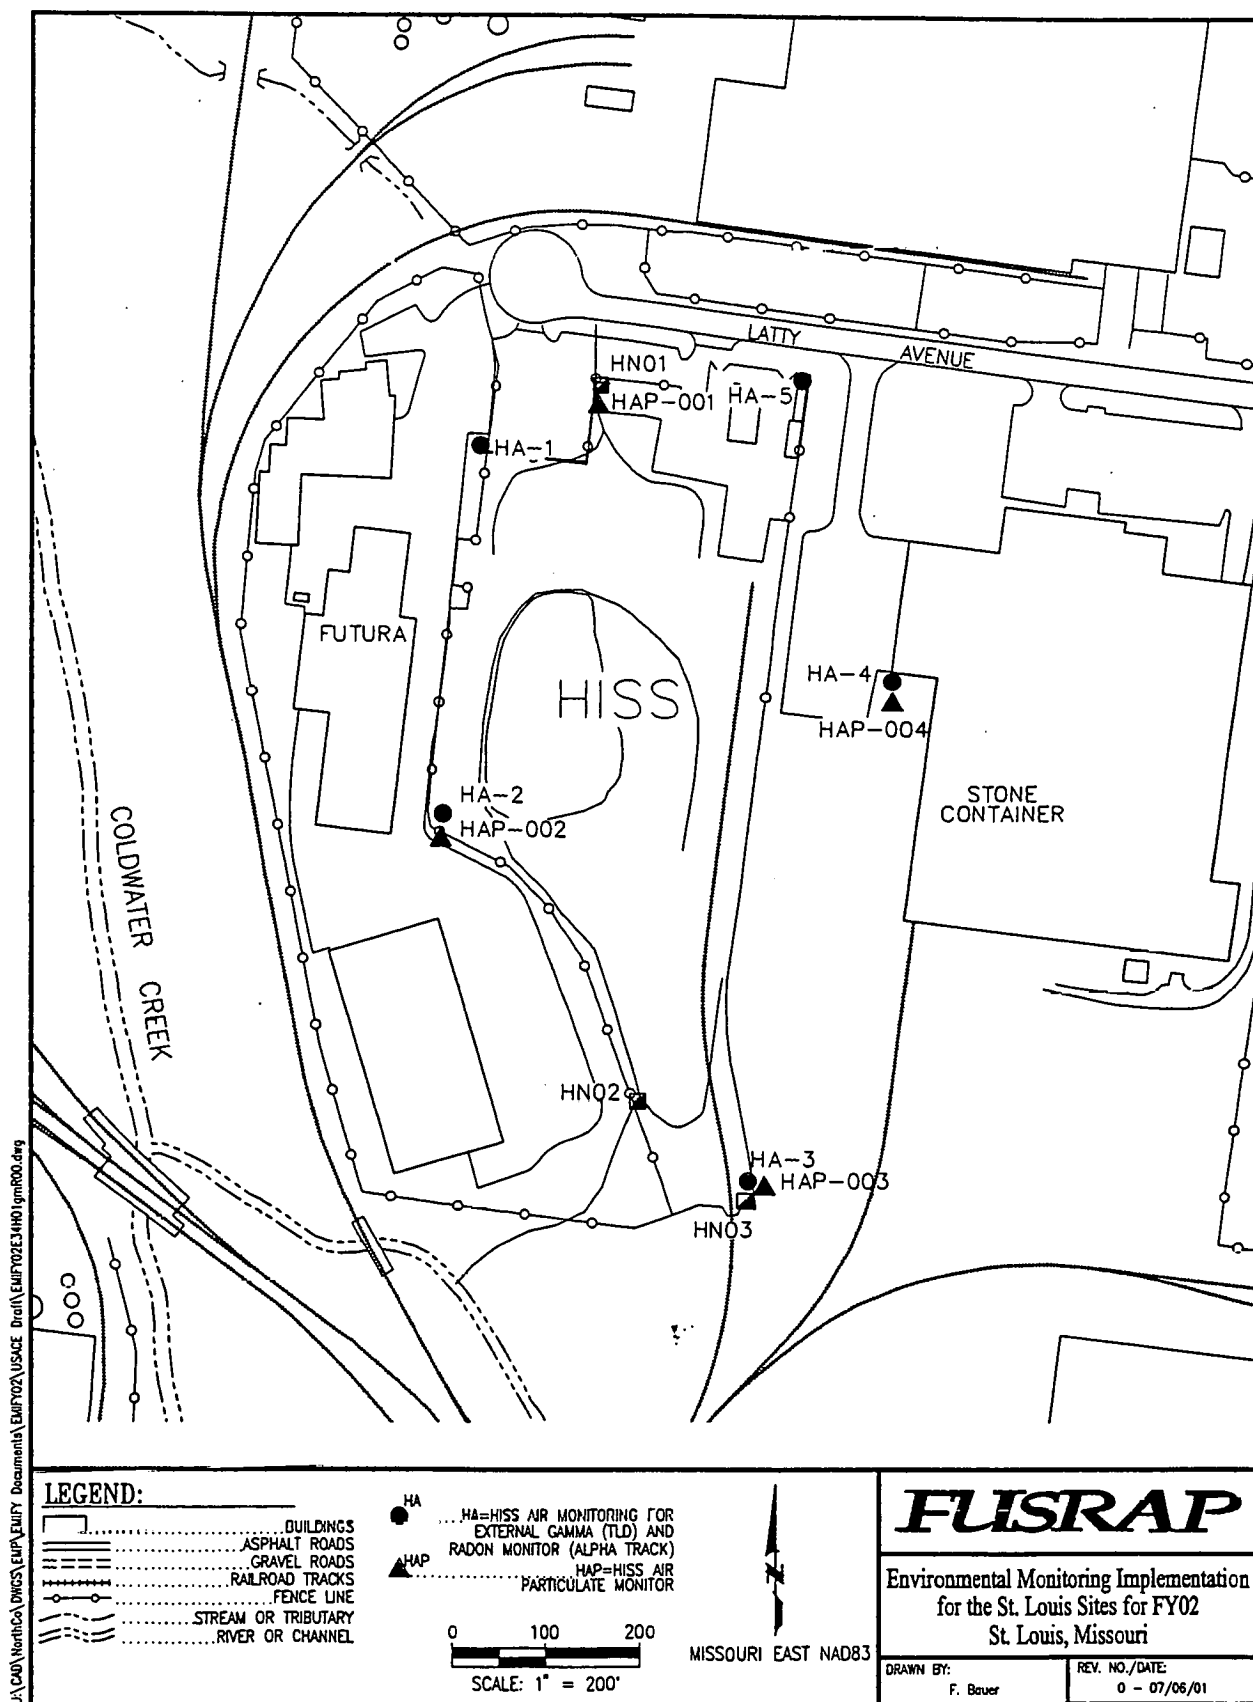 LATTY
AVENUE
HN01
HAP-001
HA-5
HA-1
FUTURA
HISS
HA-4
HAP-004
HA-2
HAP-002
STONE
CONTAINER
COLDWATER CREEK
HN02
HA-3
HAP-003
HN03
LEGEND:
BUILDINGS
ASPHALT ROADS
GRAVEL ROADS
RAILROAD TRACKS
FENCE LINE
STREAM OR TRIBUTARY
RIVER OR CHANNEL
HA
HA=HISS AIR MONITORING FOR
EXTERNAL GAMMA (TLD) AND
RADON MONITOR (ALPHA TRACK)
HAP
HAP=HISS AIR
PARTICULATE MONITOR
0 100 200
SCALE: 1" = 200'
N
MISSOURI EAST NAD83
FUSRAP
Environmental Monitoring Implementation
for the St. Louis Sites for FY02
St. Louis, Missouri
DRAWN BY:
F. Bauer
REV. NO./DATE:
0 - 07/06/01